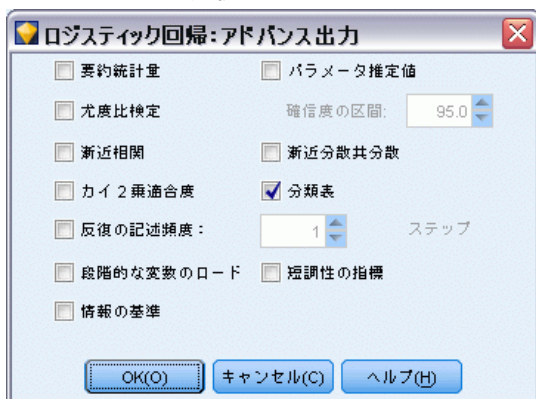 ロジスティック回帰:アドバンス出力
要約統計量 パラメータ推定値
尤度比検定 確信度の区間: 95.0
漸近相関 漸近分散共分散
カイ2乗適合度 分類表
反復の記述頻度: 1 ステップ
段階的な変数のロード 短調性の指標
情報の基準
OK(O) キャンセル(C) ヘルプ(H)